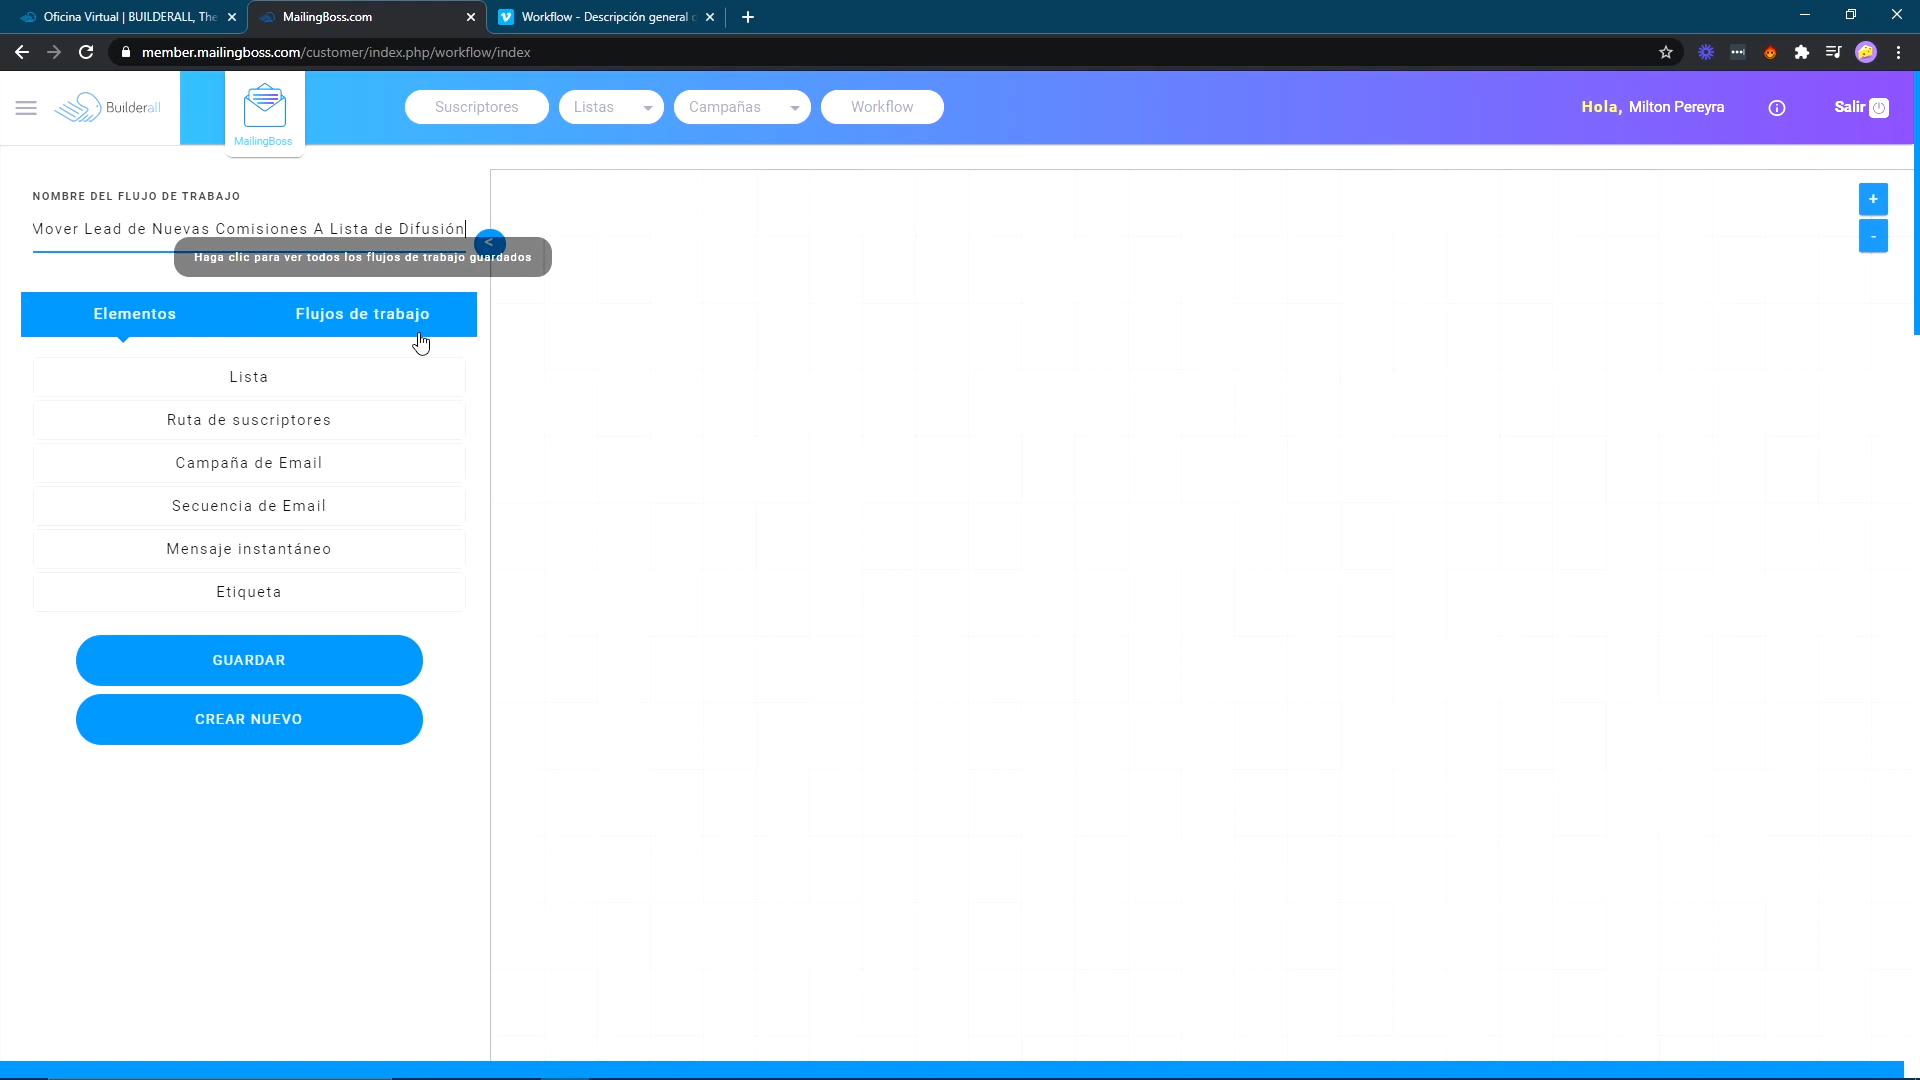 Oficina Virtual | BUILDERALL, The
MailingBoss.com
Workflow - Descripción general
member.mailingboss.com/customer/index.php/workflow/index
Builderall
MailingBoss
Suscriptores
Listas
Campañas
Workflow
Hola, Milton Pereyra
Salir
NOMBRE DEL FLUJO DE TRABAJO
Mover Lead de Nuevas Comisiones A Lista de Difusión
<
Haga clic para ver todos los flujos de trabajo guardados
+
-
Elementos
Flujos de trabajo
Lista
Ruta de suscriptores
Campaña de Email
Secuencia de Email
Mensaje instantáneo
Etiqueta
GUARDAR
CREAR NUEVO